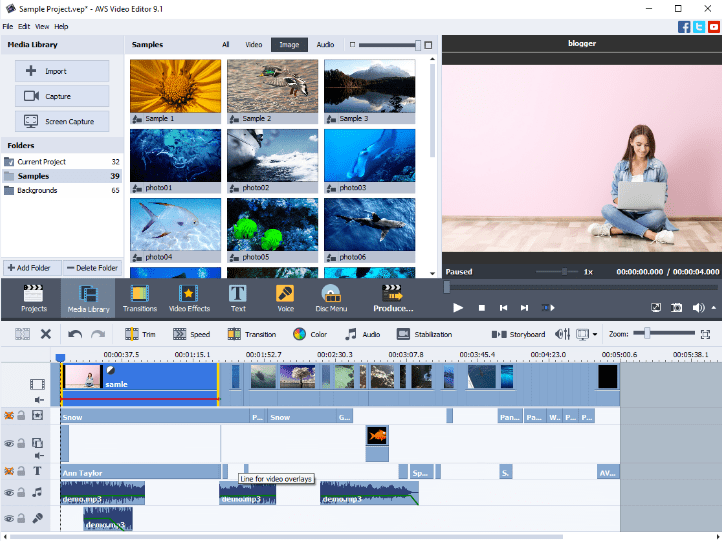 Sample Project.vep* - AVS Video Editor 9.1
File Edit View Help
Media Library
Import
Capture
Screen Capture
Folders
Current Project 32
Samples 39
Backgrounds 65
Add Folder
Delete Folder
Samples All Video Image Audio
Sample 1 Sample 2 Sample 3
photo01 photo02 photo03
photo04 photo05 photo06
blogger
Paused 1x 00:00:00.000 / 00:00:04.000
Projects Media Library Transitions Video Effects Text Voice Disc Menu Produce...
Trim Speed Transition Color Audio Stabilization Storyboard Zoom:
00:00:37.5 00:01:15.1 00:01:52.7 00:02:30.3 00:03:07.8 00:03:45.4 00:04:23.0 00:05:00.6 00:05:38.1
samle
Snow P... Snow G... Pan... Pa... W... P... P...
Ann Taylor Sp... S. AV...
Line for video overlays
demo.mp3 demo.mp3 demo.mp3
demo.mp3